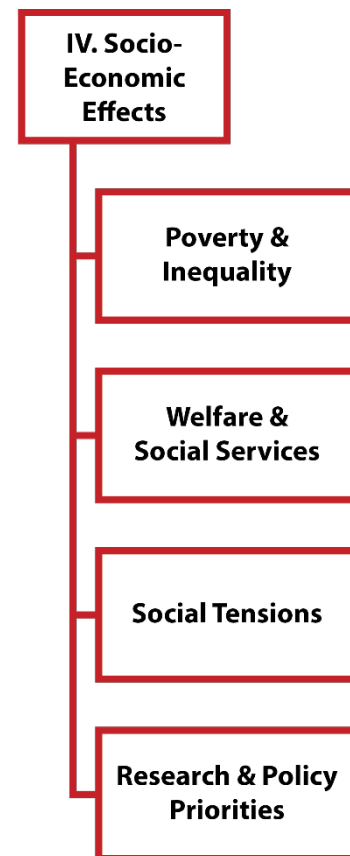 IV. Socio-
Economic
Effects
Poverty &
Inequality
Welfare &
Social Services
Social Tensions
Research & Policy
Priorities